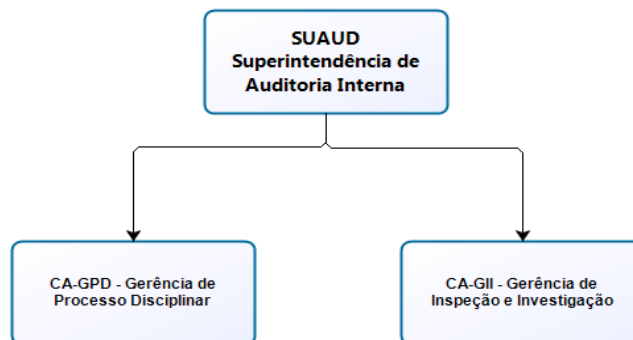 SUAUD
Superintendência de
Auditoria Interna
CA-GPD - Gerência de
Processo Disciplinar
CA-GII - Gerência de
Inspeção e Investigação